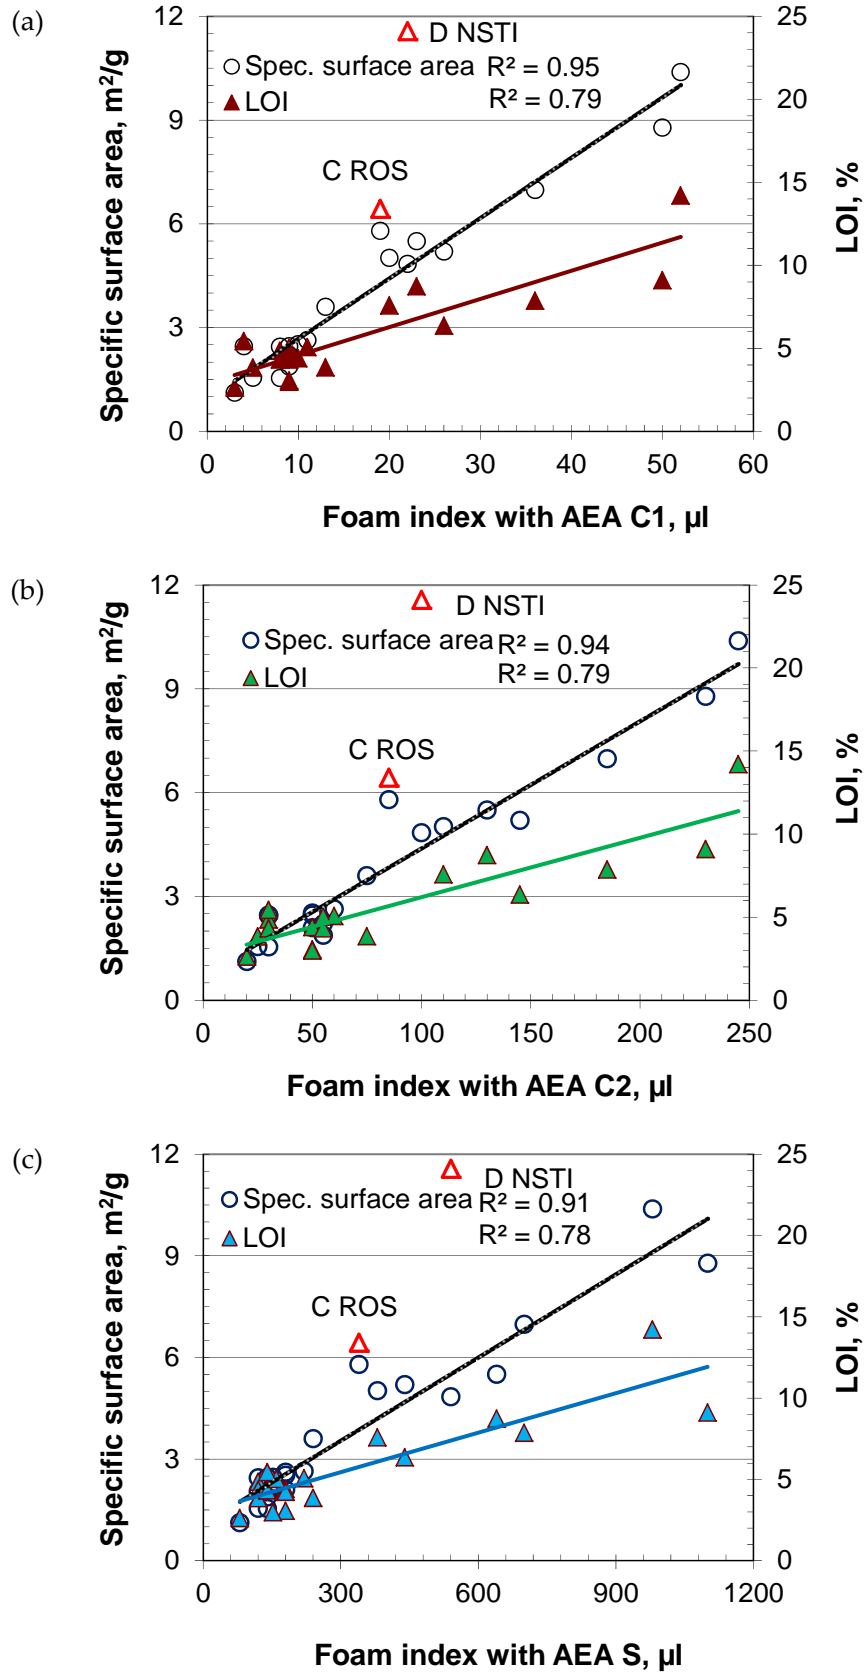 (a)
Specific surface area, m²/g
LOI, %
12
9
6
3
0
25
20
15
10
5
0
D NSTI
Spec. surface area R² = 0.95
LOI R² = 0.79
C ROS
0 10 20 30 40 50 60
Foam index with AEA C1, µl
(b)
Specific surface area, m²/g
LOI, %
12
9
6
3
0
25
20
15
10
5
0
D NSTI
Spec. surface area R² = 0.94
LOI R² = 0.79
C ROS
0 50 100 150 200 250
Foam index with AEA C2, µl
(c)
Specific surface area, m²/g
LOI, %
12
9
6
3
0
25
20
15
10
5
0
D NSTI
Spec. surface area R² = 0.91
LOI R² = 0.78
C ROS
0 300 600 900 1200
Foam index with AEA S, µl